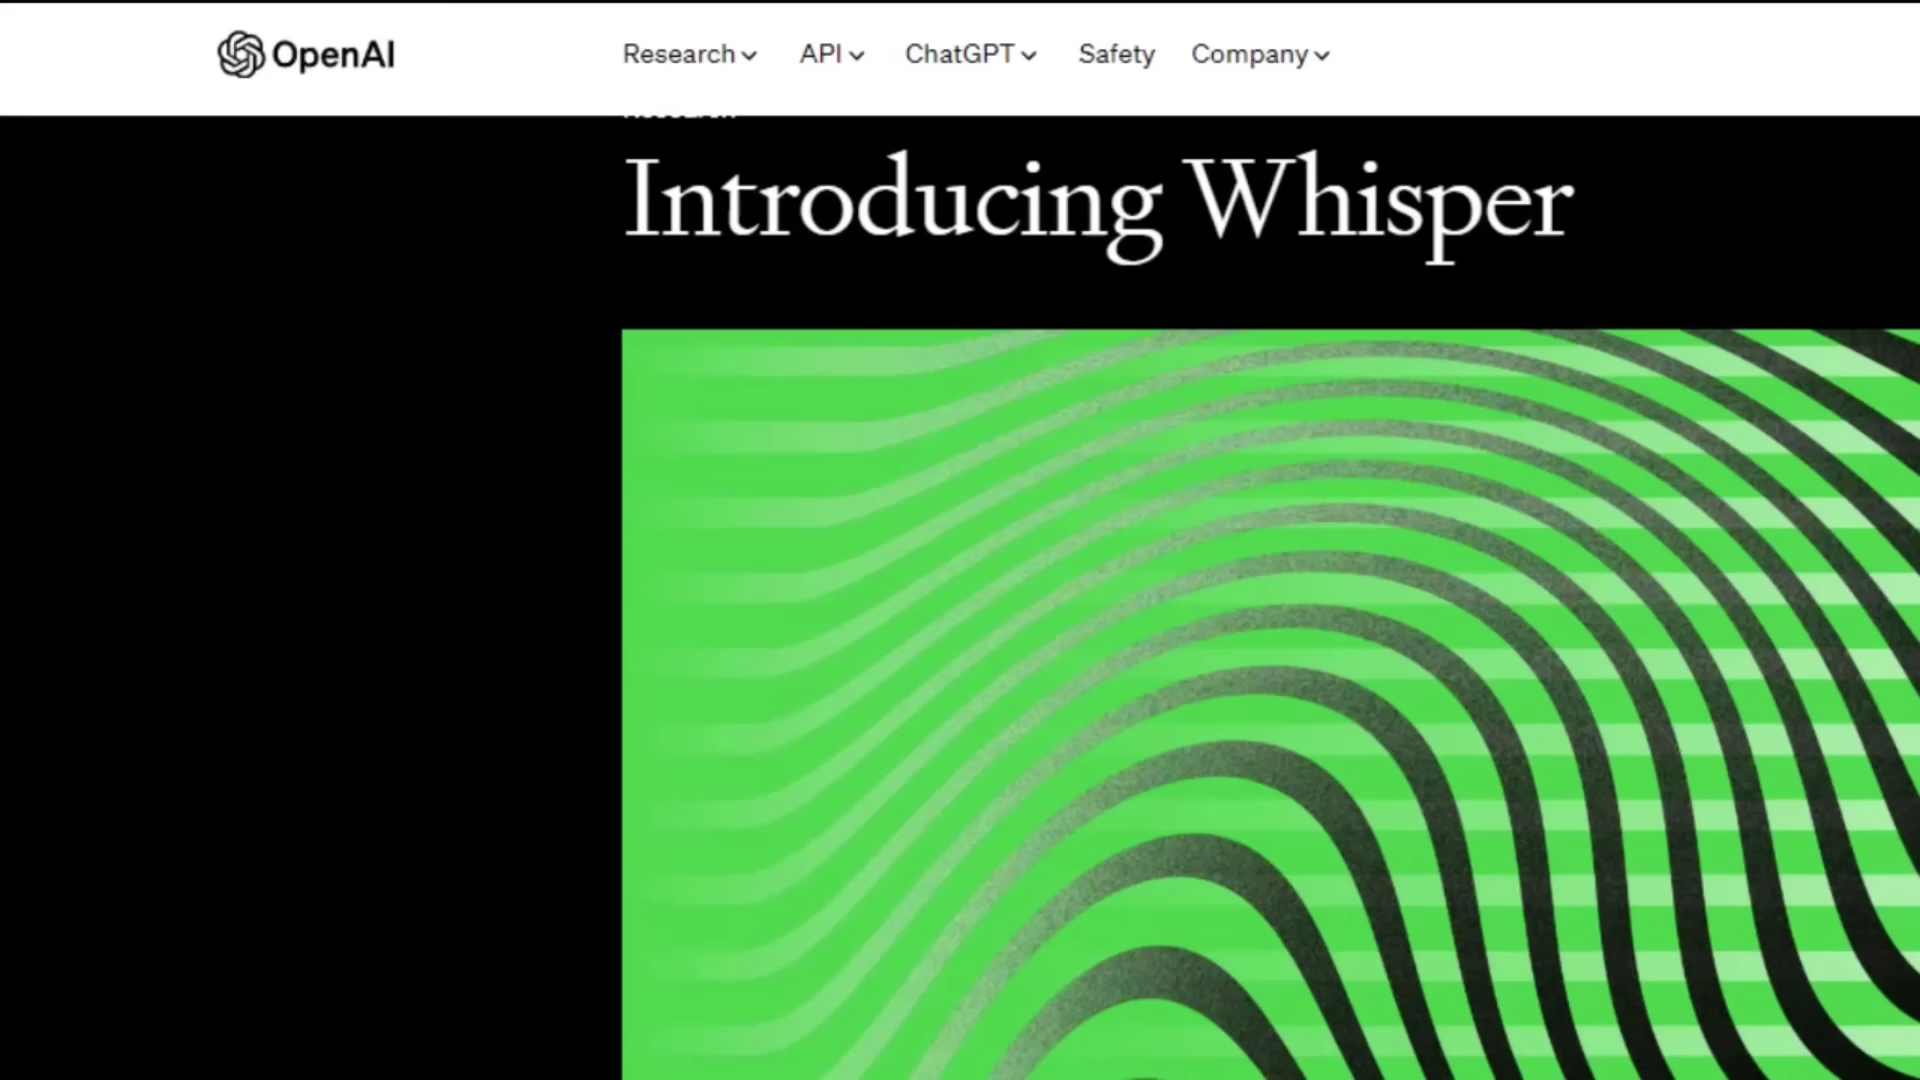 OpenAI
Research API ChatGPT Safety Company
Introducing Whisper